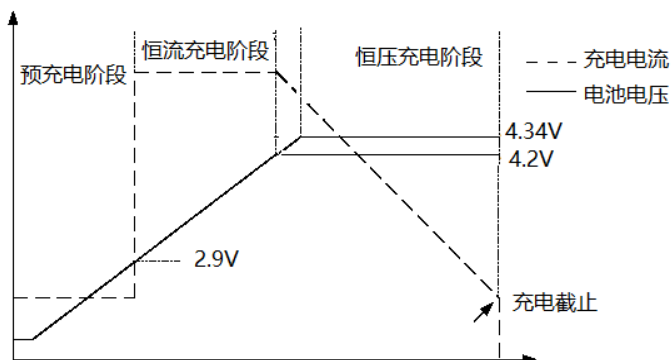 恒流充电阶段
恒压充电阶段
预充电阶段
充电电流
电池电压
4.34V
4.2V
2.9V
充电截止